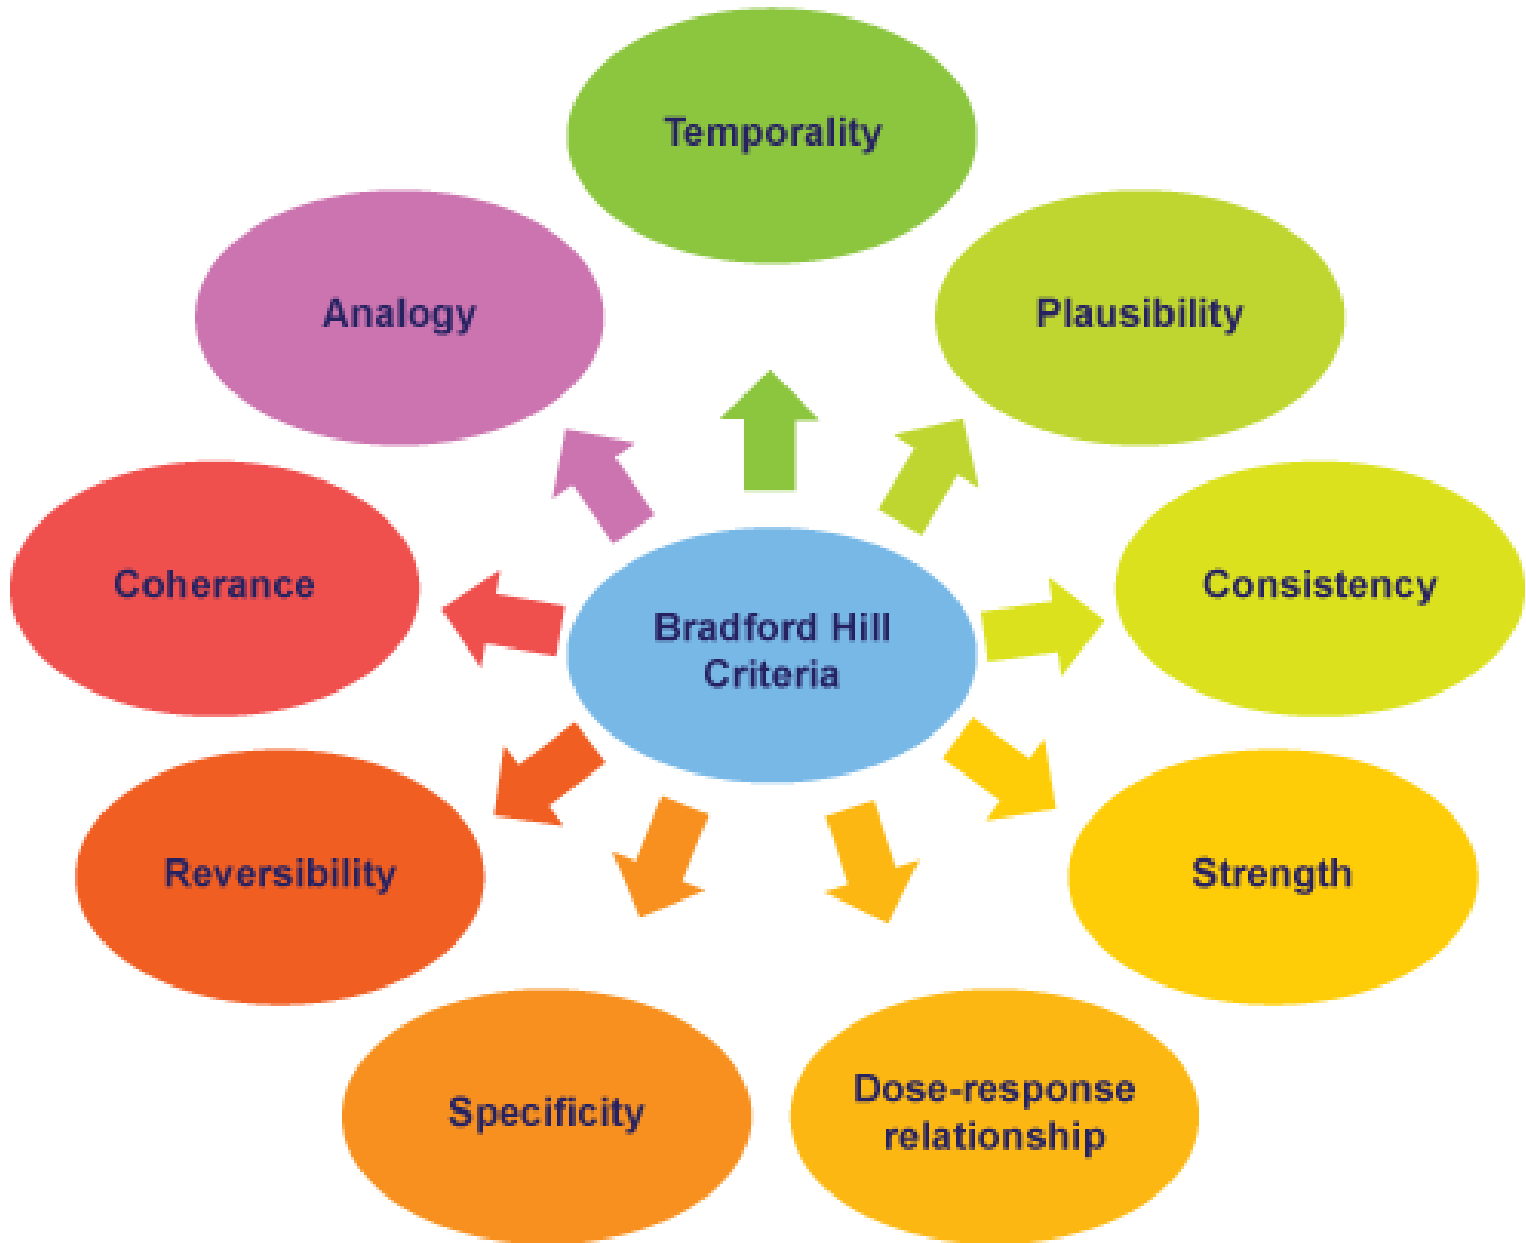 Temporality
Analogy
Plausibility
Coherance
Consistency
Bradford Hill
Criteria
Reversibility
Strength
Specificity
Dose-response
relationship